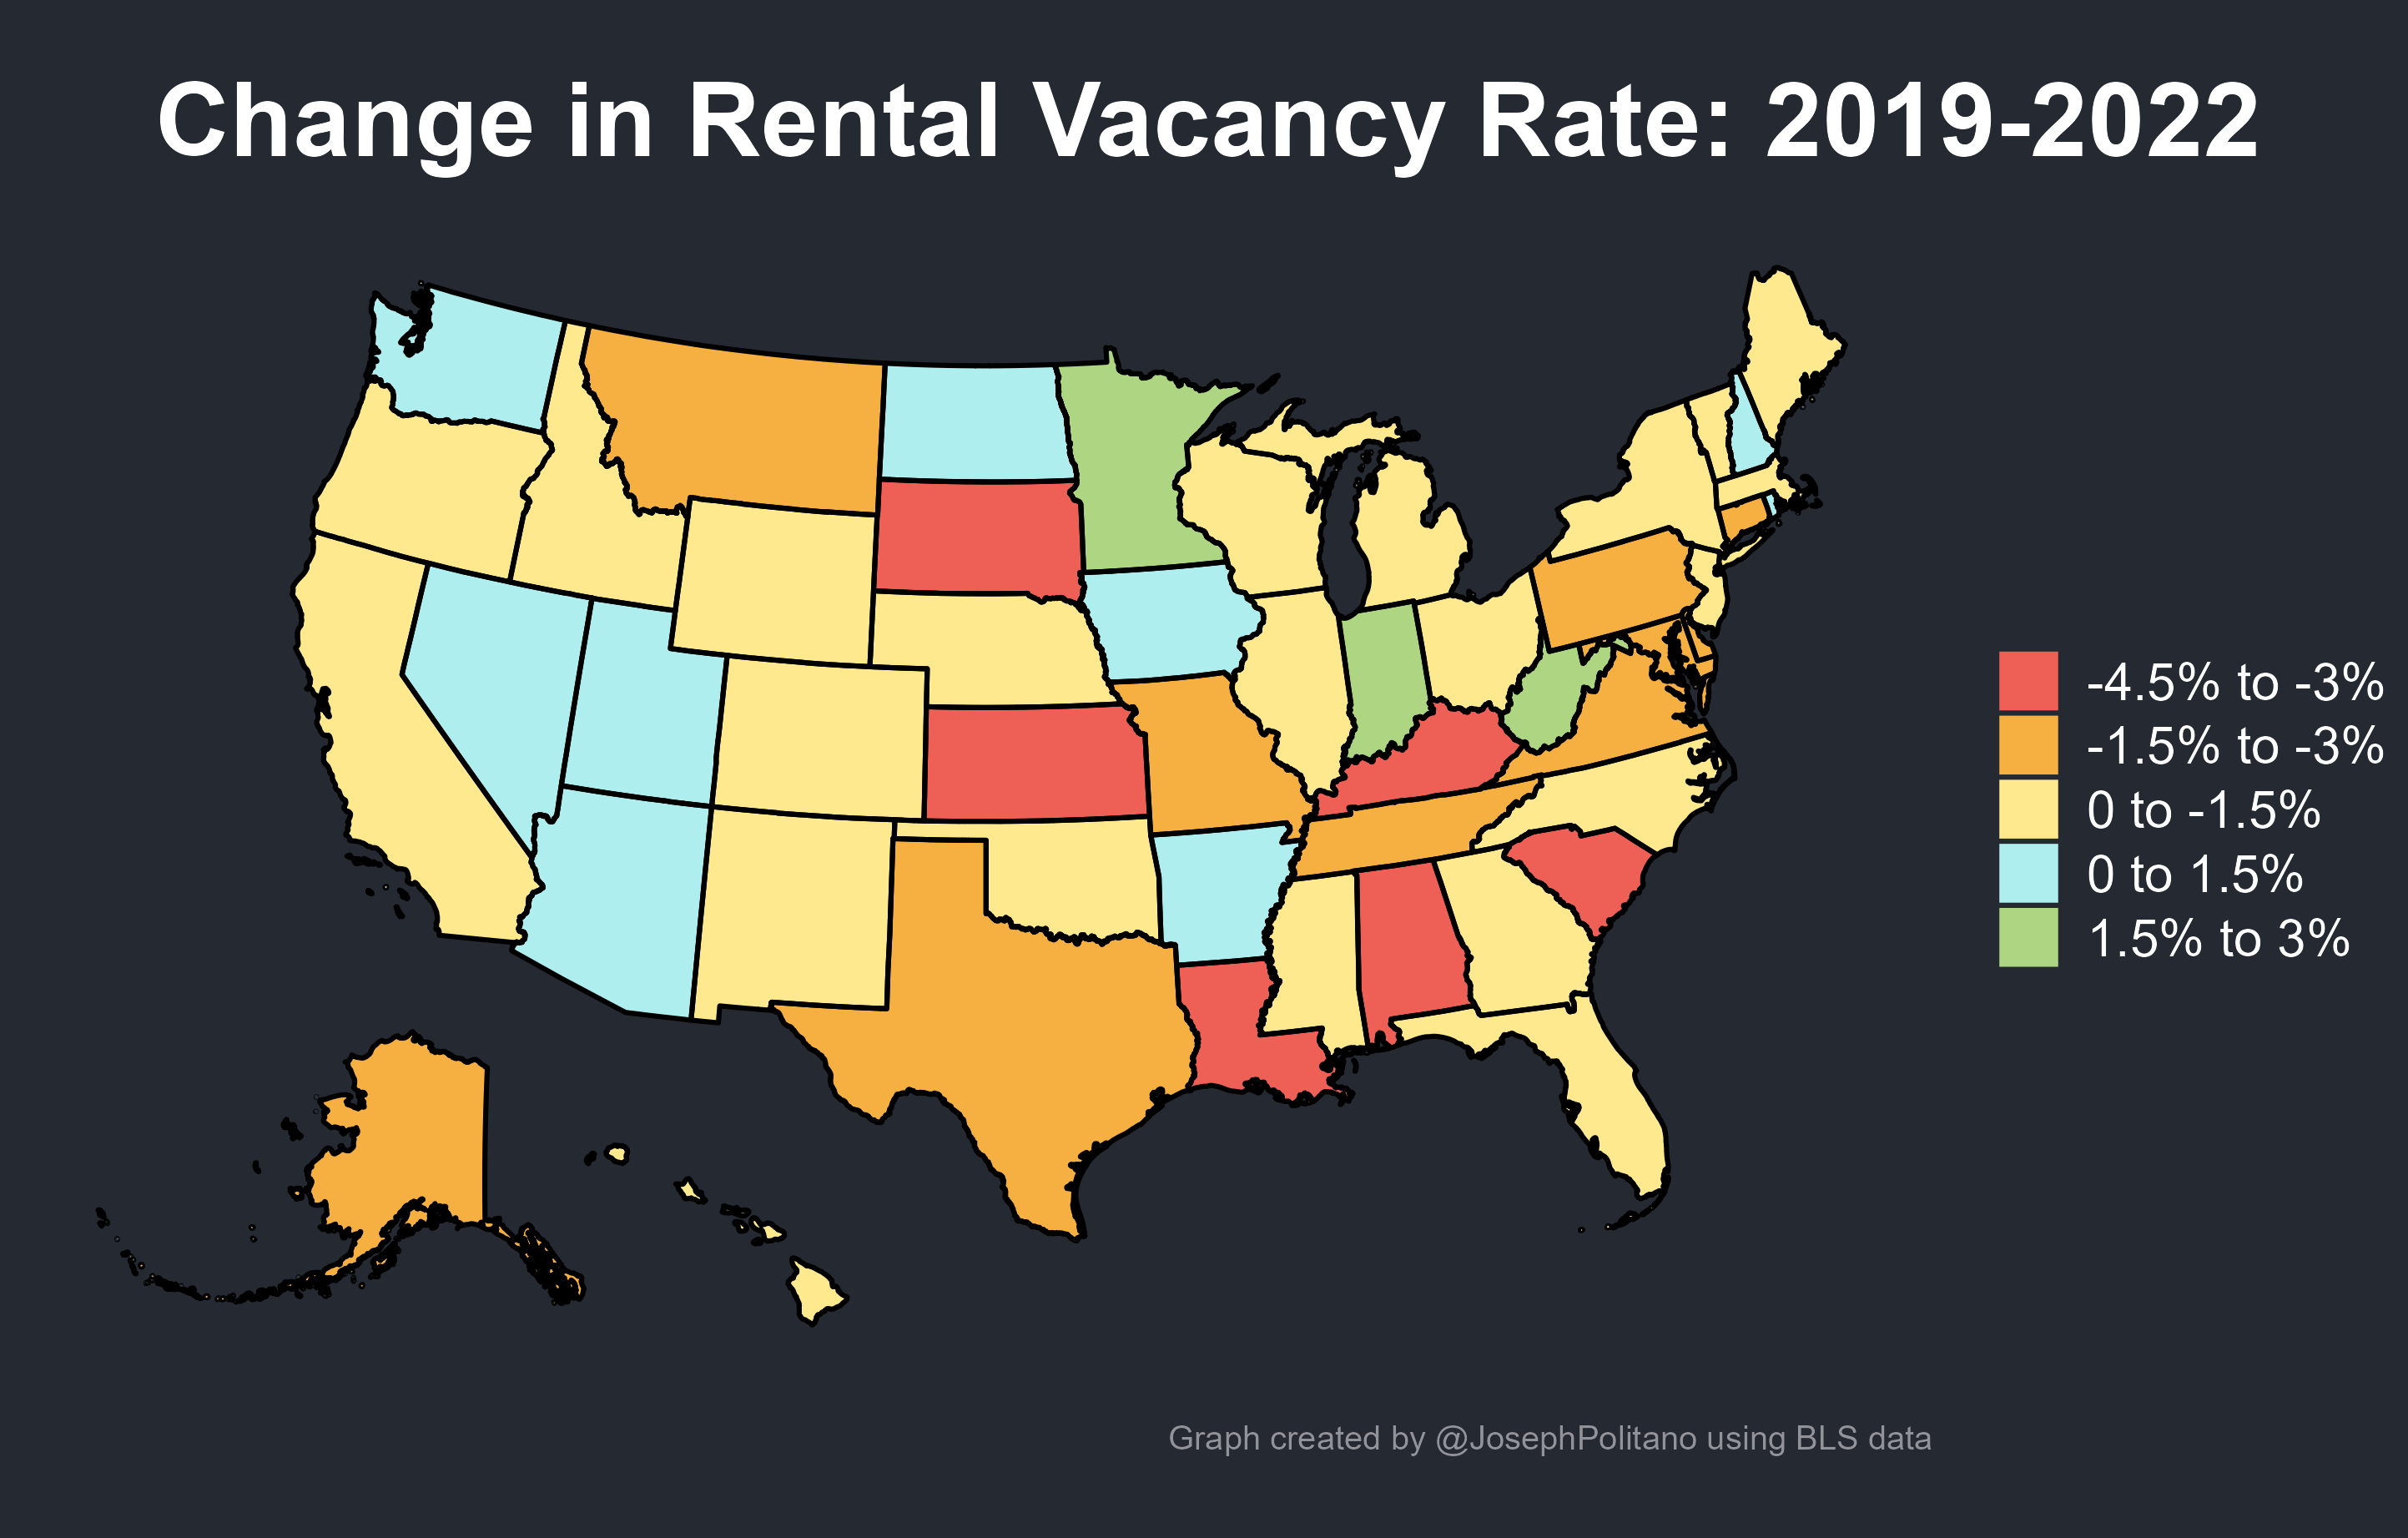 Change in Rental Vacancy Rate: 2019-2022
-4.5% to -3%
-1.5% to -3%
0 to -1.5%
0 to 1.5%
1.5% to 3%
Graph created by @JosephPolitano using BLS data